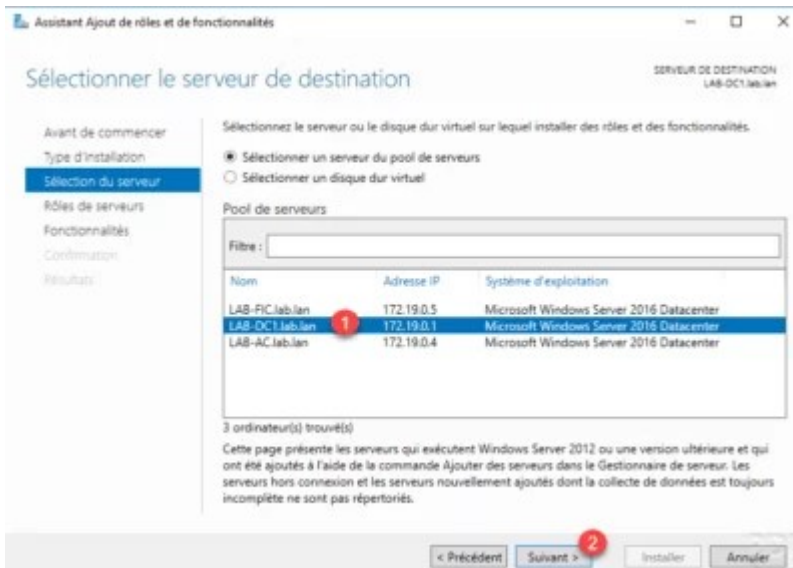 Assistant Ajout de rôles et de fonctionnalités
Sélectionner le serveur de destination
SERVEUR DE DESTINATION
LAB-DC1.lab.lan
Avant de commencer
Type d'installation
Sélection du serveur
Rôles de serveurs
Fonctionnalités
Confirmation
Résultats
Sélectionnez le serveur ou le disque dur virtuel sur lequel installer des rôles et des fonctionnalités.
Sélectionner un serveur du pool de serveurs
Sélectionner un disque dur virtuel
Pool de serveurs
Filtre :
Nom Adresse IP Système d'exploitation
LAB-FIC.lab.lan 172.19.0.5 Microsoft Windows Server 2016 Datacenter
LAB-DC1.lab.lan 1 172.19.0.1 Microsoft Windows Server 2016 Datacenter
LAB-AC.lab.lan 172.19.0.4 Microsoft Windows Server 2016 Datacenter
3 ordinateur(s) trouvé(s)
Cette page présente les serveurs qui exécutent Windows Server 2012 ou une version ultérieure et qui
ont été ajoutés à l'aide de la commande Ajouter des serveurs dans le Gestionnaire de serveur. Les
serveurs hors connexion et les serveurs nouvellement ajoutés dont la collecte de données est toujours
incomplète ne sont pas répertoriés.
< Précédent Suivant > 2 Installer Annuler